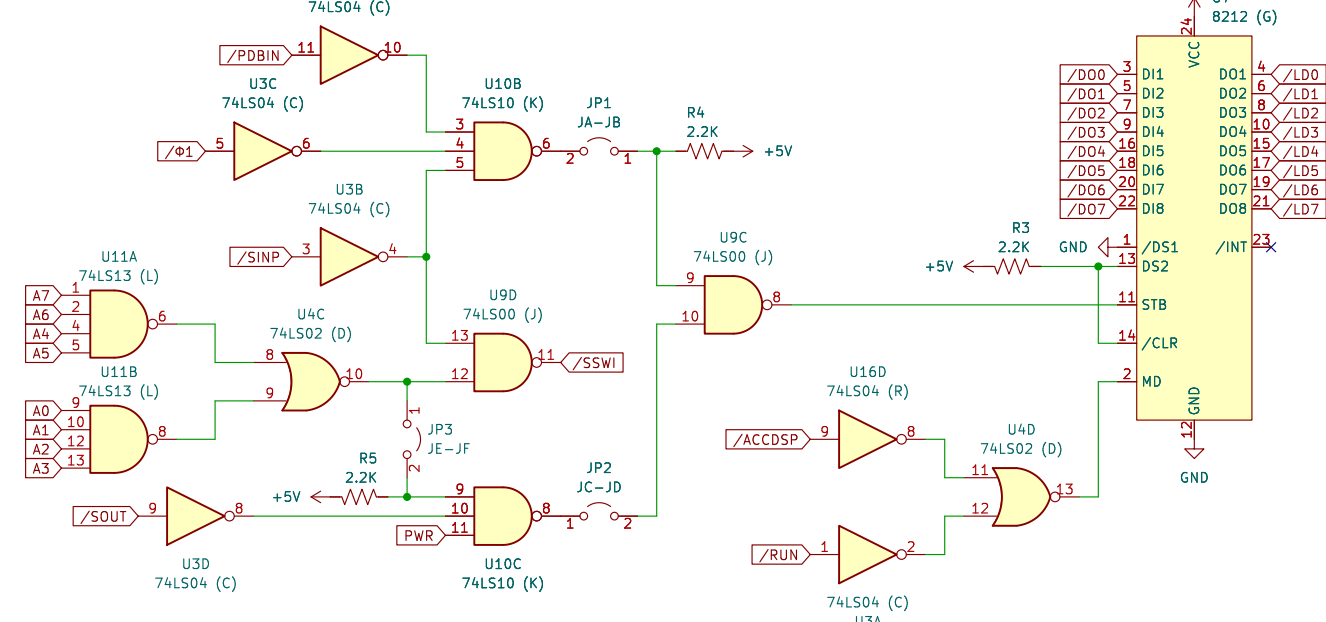 74LS04 (C)
/PDBIN
11
10
U3C
74LS04 (C)
/Φ1
5
6
U10B
74LS10 (K)
3
4
5
6
JP1
JA-JB
2
1
R4
2.2K
+5V
8212 (G)
24
VCC
/DO0
3
DI1
DO1
4
/LD0
/DO1
5
DI2
DO2
6
/LD1
/DO2
7
DI3
DO3
8
/LD2
/DO3
9
DI4
DO4
10
/LD3
/DO4
16
DI5
DO5
15
/LD4
/DO5
18
DI6
DO6
17
/LD5
/DO6
20
DI7
DO7
19
/LD6
/DO7
22
DI8
DO8
21
/LD7
GND
1
/DS1
/INT
23
R3
2.2K
+5V
13
DS2
11
STB
14
/CLR
2
MD
GND
12
GND
U3B
74LS04 (C)
/SINP
3
4
U9C
74LS00 (J)
9
10
8
U11A
74LS13 (L)
A7
1
A6
2
A4
4
A5
5
6
U11B
74LS13 (L)
A0
9
A1
10
A2
12
A3
13
8
U4C
74LS02 (D)
8
9
10
U9D
74LS00 (J)
13
12
11
/SSWI
1
JP3
JE-JF
2
R5
2.2K
+5V
/SOUT
9
8
U3D
74LS04 (C)
9
10
PWR
11
8
U10C
74LS10 (K)
JP2
JC-JD
1
2
U16D
74LS04 (R)
/ACCDSP
9
8
U4D
74LS02 (D)
11
12
13
/RUN
1
2
74LS04 (C)
U3A